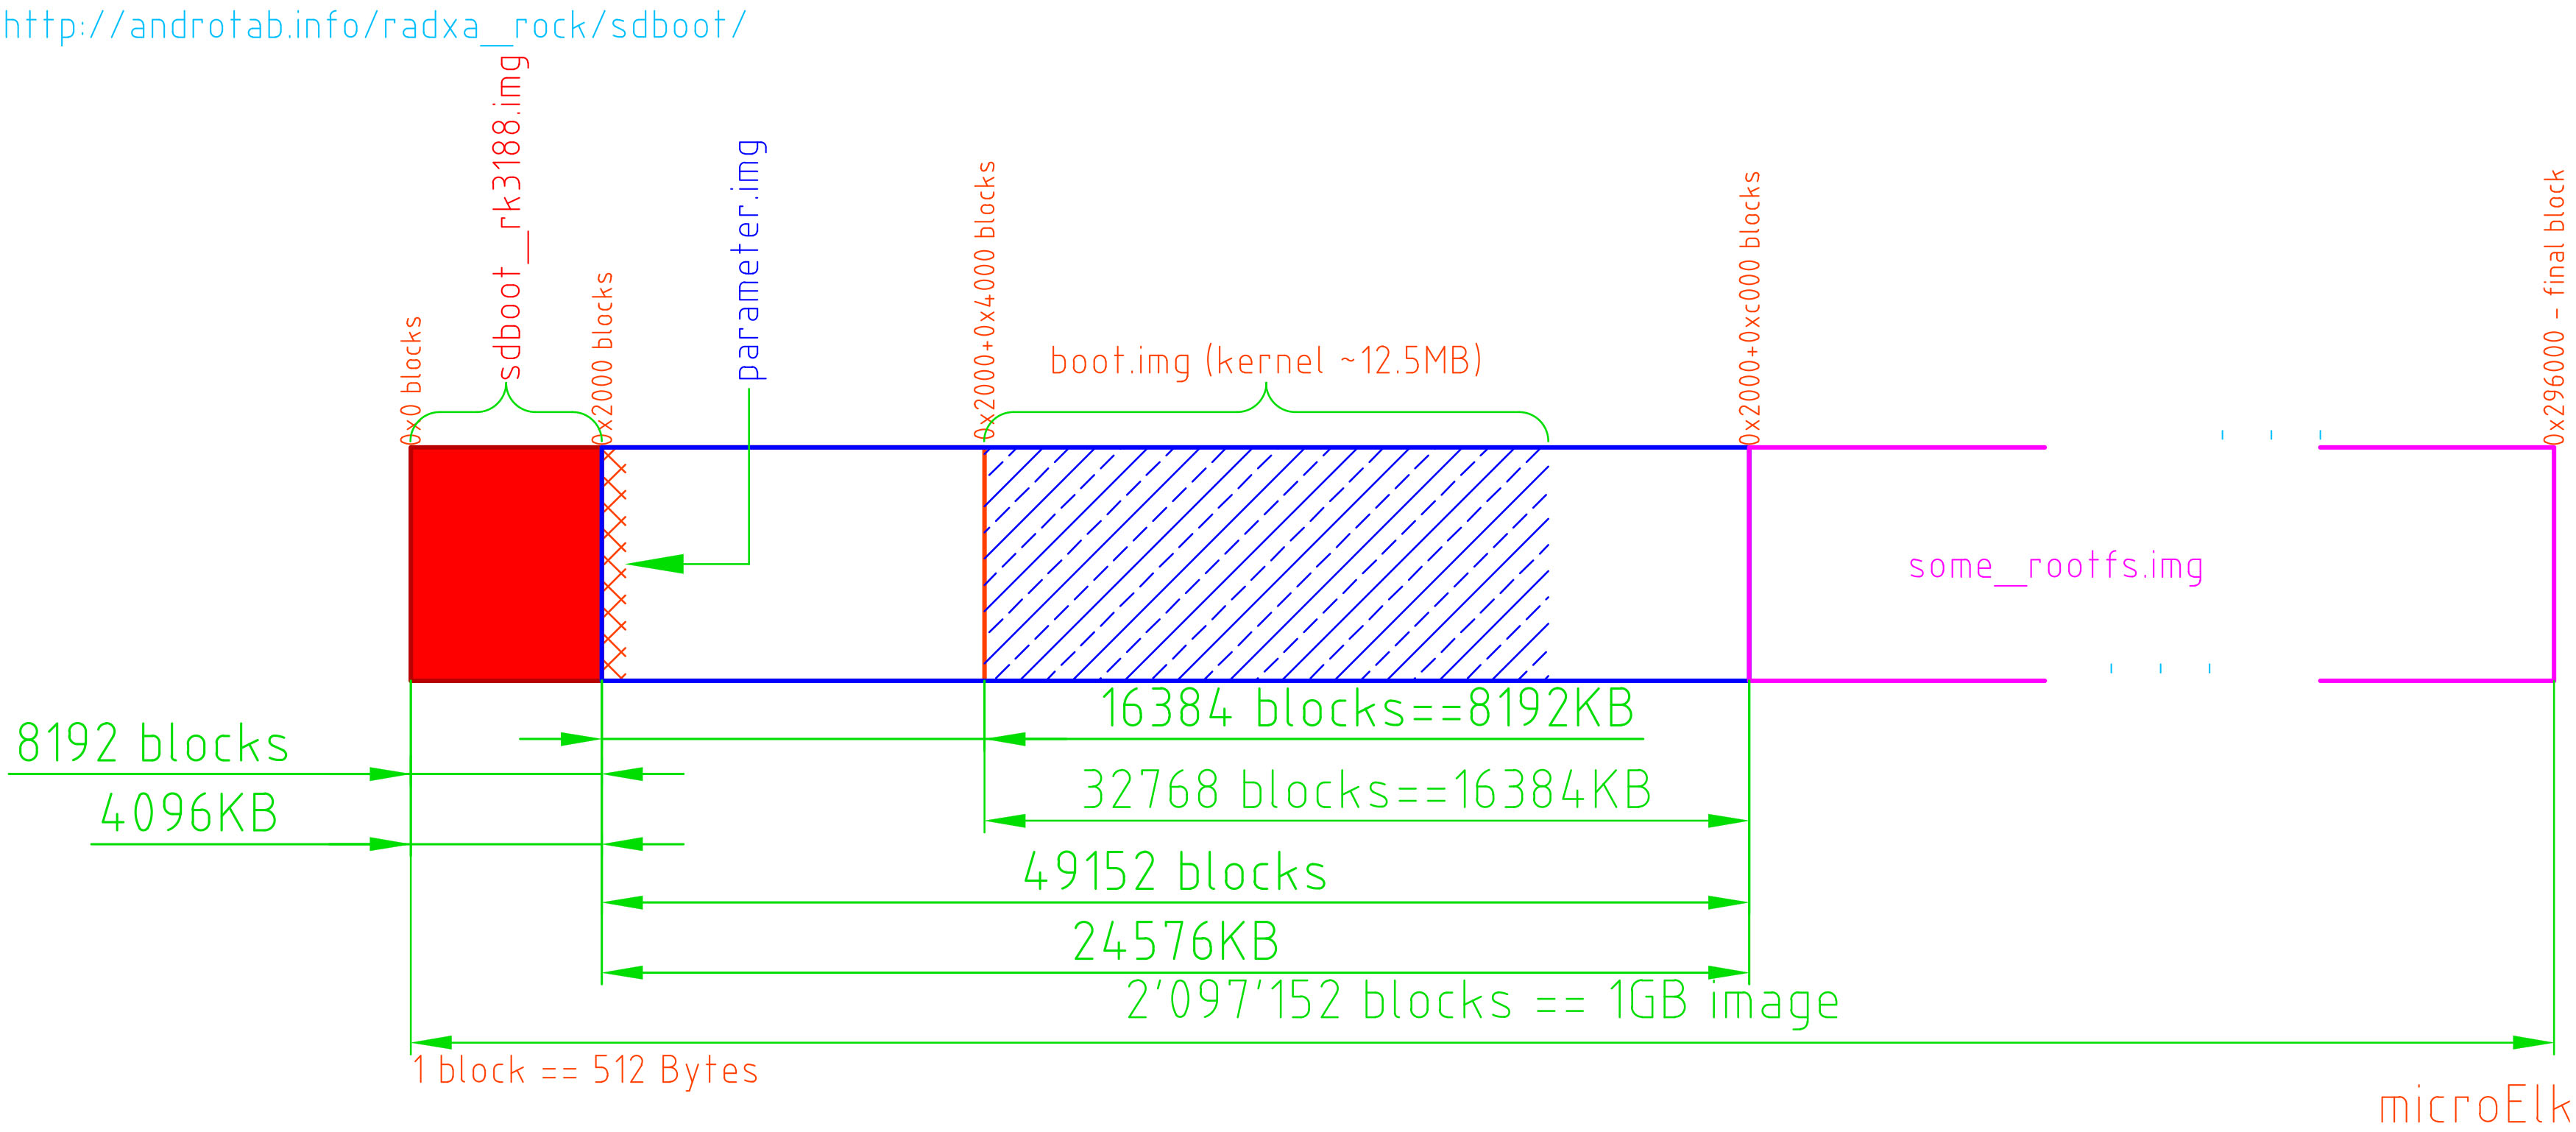 http://androtab.info/radxa_rock/sdboot/
0x0 blocks
sdboot_rk3188.img
0x2000 blocks
parameter.img
0x2000+0x4000 blocks
boot.img (kernel ~12.5MB)
0x2000+0xc000 blocks
0x296000 - final block
some_rootfs.img
16384 blocks==8192KB
8192 blocks
32768 blocks==16384KB
4096KB
49152 blocks
24576KB
2'097'152 blocks == 1GB image
1 block == 512 Bytes
microElk